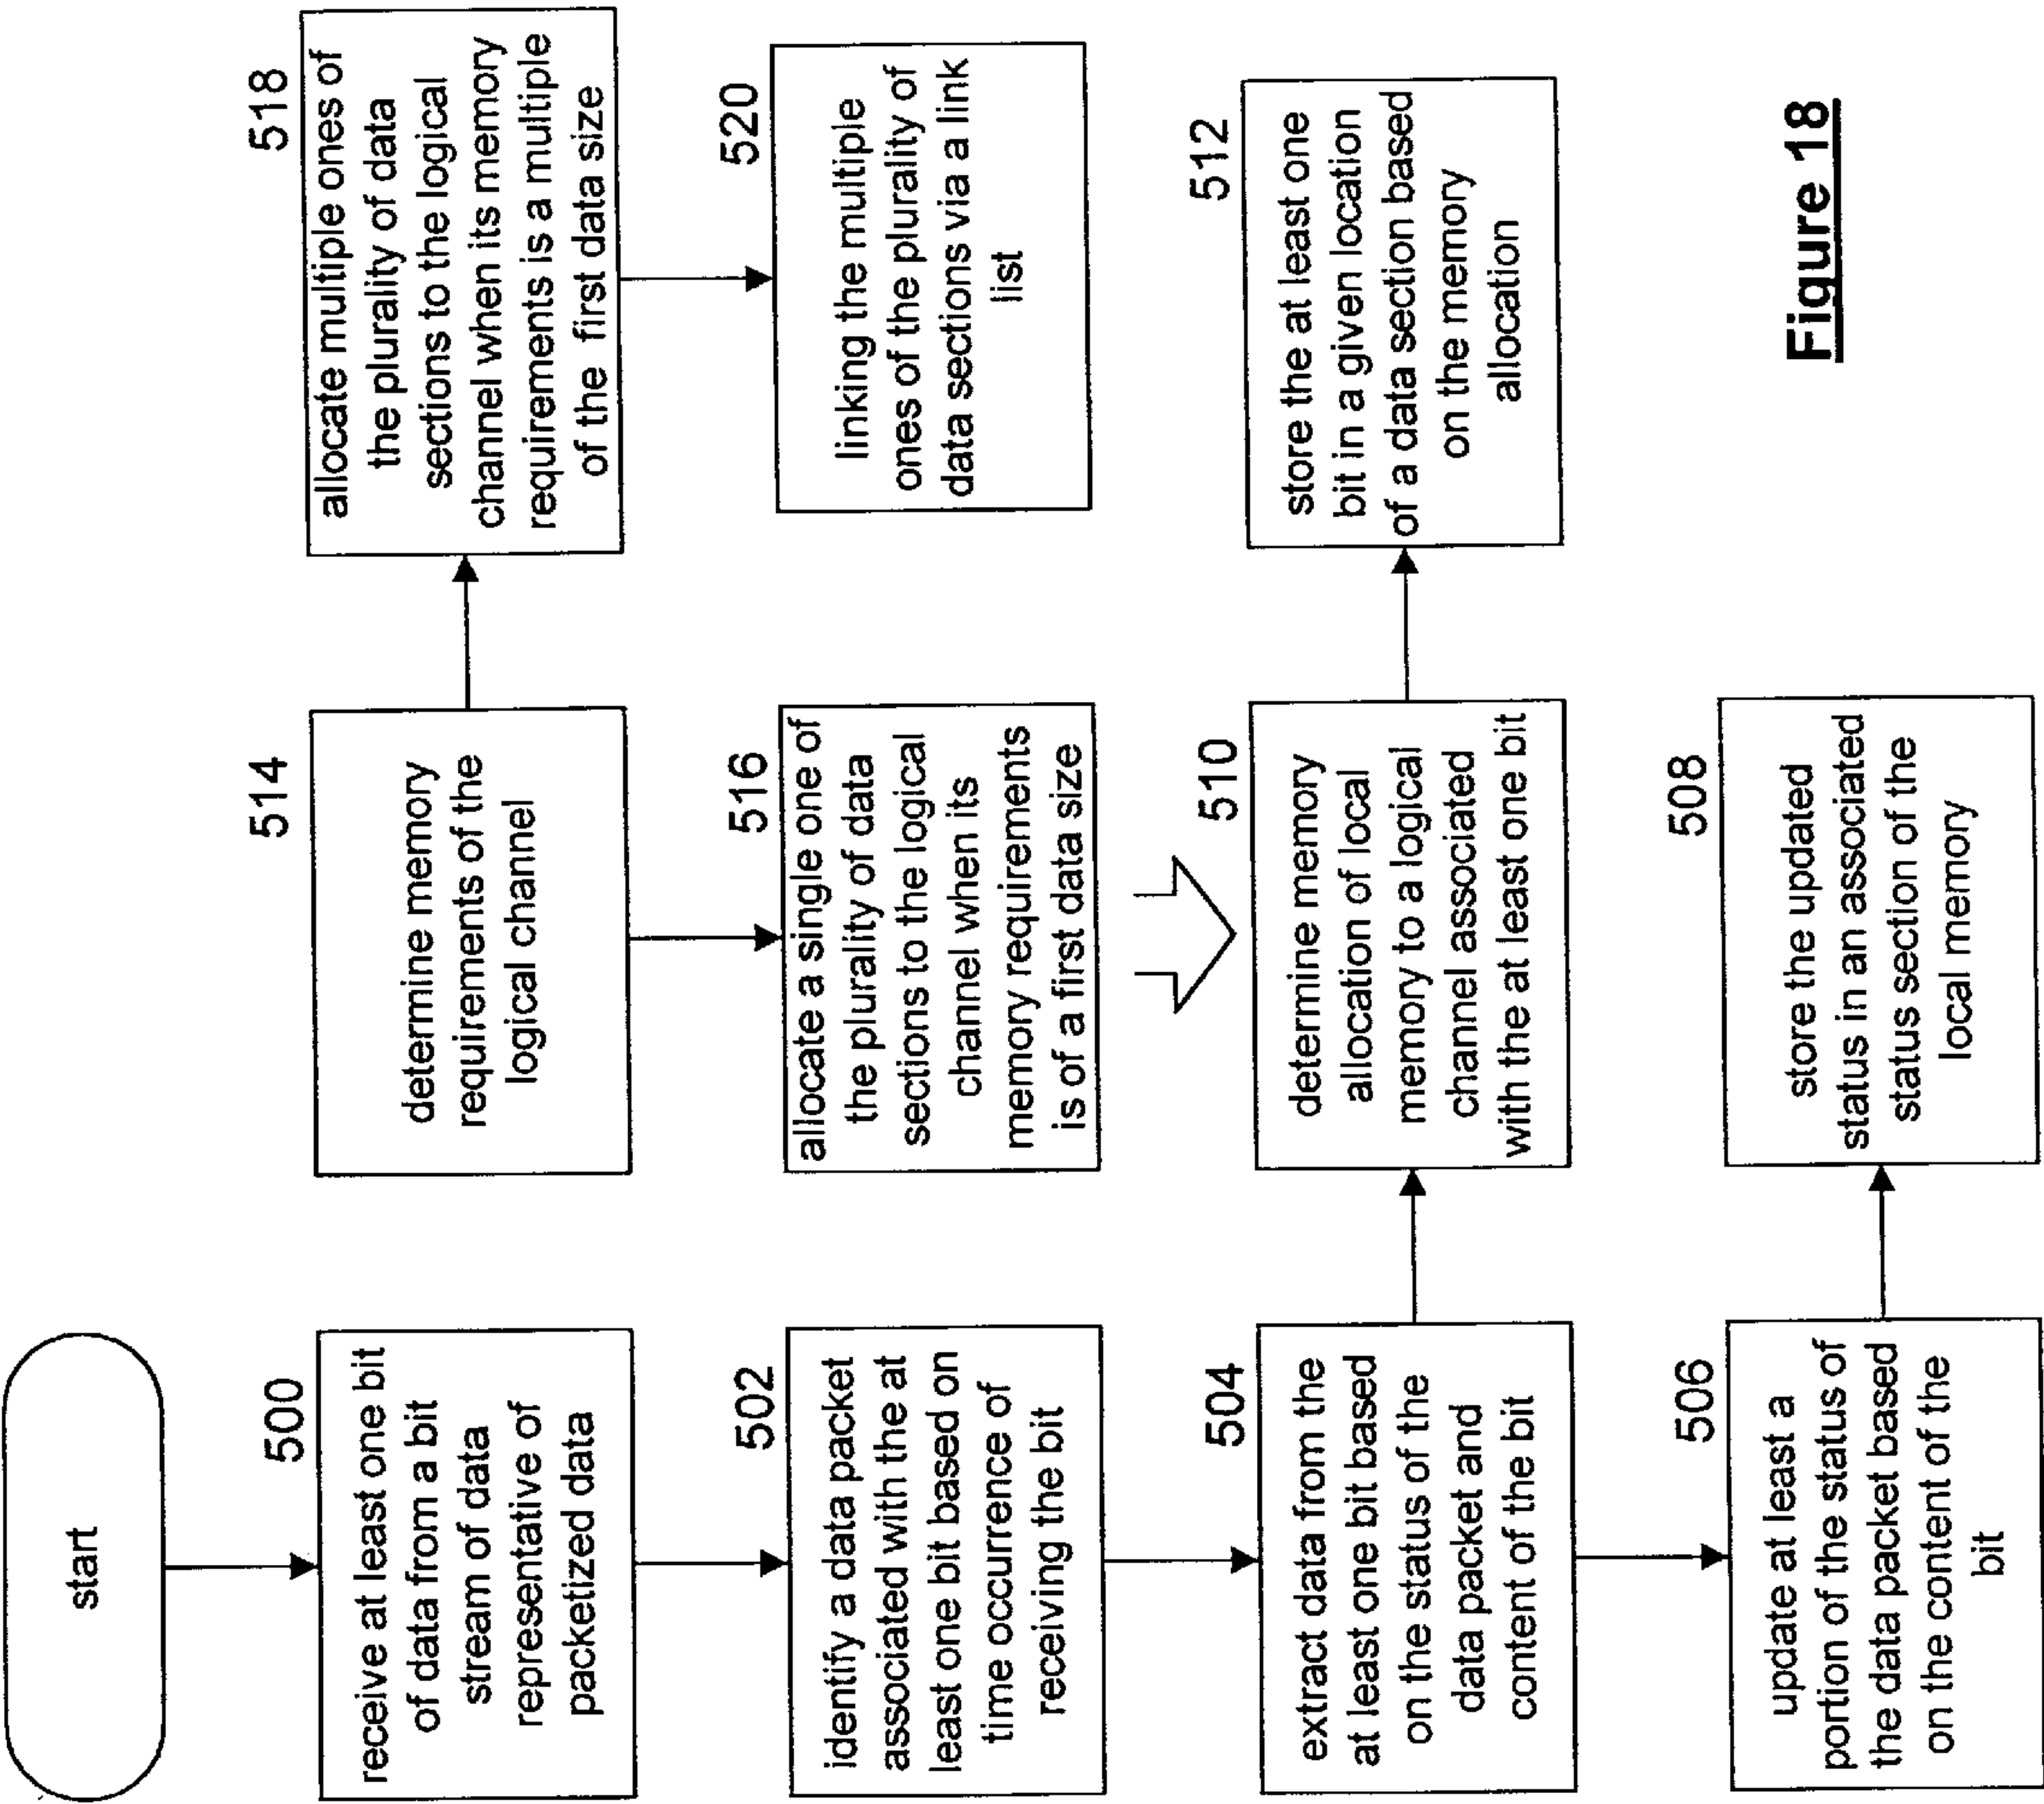 start
500
receive at least one bit
of data from a bit
stream of data
representative of
packetized data
502
identify a data packet
associated with the at
least one bit based on
time occurrence of
receiving the bit
504
extract data from the
at least one bit based
on the status of the
data packet and
content of the bit
506
update at least a
portion of the status of
the data packet based
on the content of the
bit
514
determine memory
requirements of the
logical channel
516
allocate a single one of
the plurality of data
sections to the logical
channel when its
memory requirements
is of a first data size
510
determine memory
allocation of local
memory to a logical
channel associated
with the at least one bit
508
store the updated
status in an associated
status section of the
local memory
518
allocate multiple ones of
the plurality of data
sections to the logical
channel when its memory
requirements is a multiple
of the first data size
520
linking the multiple
ones of the plurality of
data sections via a link
list
512
store the at least one
bit in a given location
of a data section based
on the memory
allocation
Figure 18